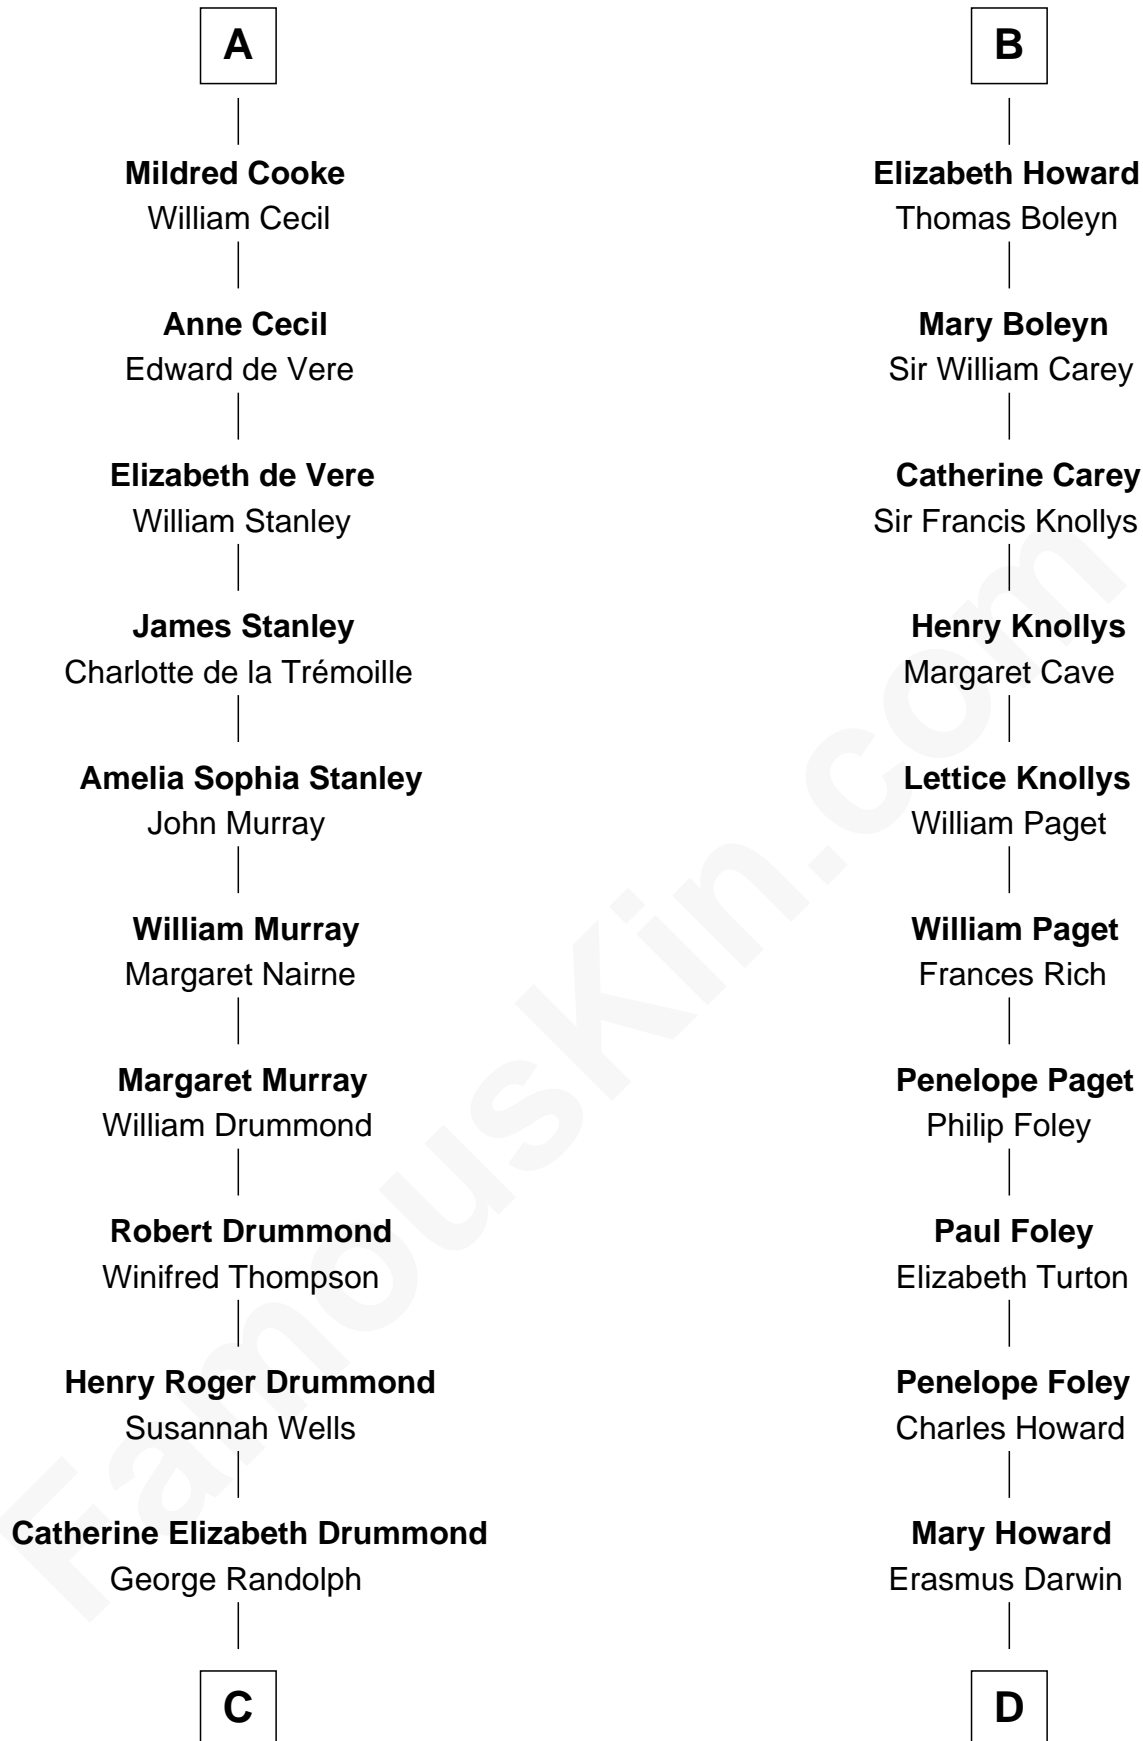 A
Mildred Cooke
William Cecil
Anne Cecil
Edward de Vere
Elizabeth de Vere
William Stanley
James Stanley
Charlotte de la Trémoille
Amelia Sophia Stanley
John Murray
William Murray
Margaret Nairne
Margaret Murray
William Drummond
Robert Drummond
Winifred Thompson
Henry Roger Drummond
Susannah Wells
Catherine Elizabeth Drummond
George Randolph
C
B
Elizabeth Howard
Thomas Boleyn
Mary Boleyn
Sir William Carey
Catherine Carey
Sir Francis Knollys
Henry Knollys
Margaret Cave
Lettice Knollys
William Paget
William Paget
Frances Rich
Penelope Paget
Philip Foley
Paul Foley
Elizabeth Turton
Penelope Foley
Charles Howard
Mary Howard
Erasmus Darwin
D
FamousKin.com